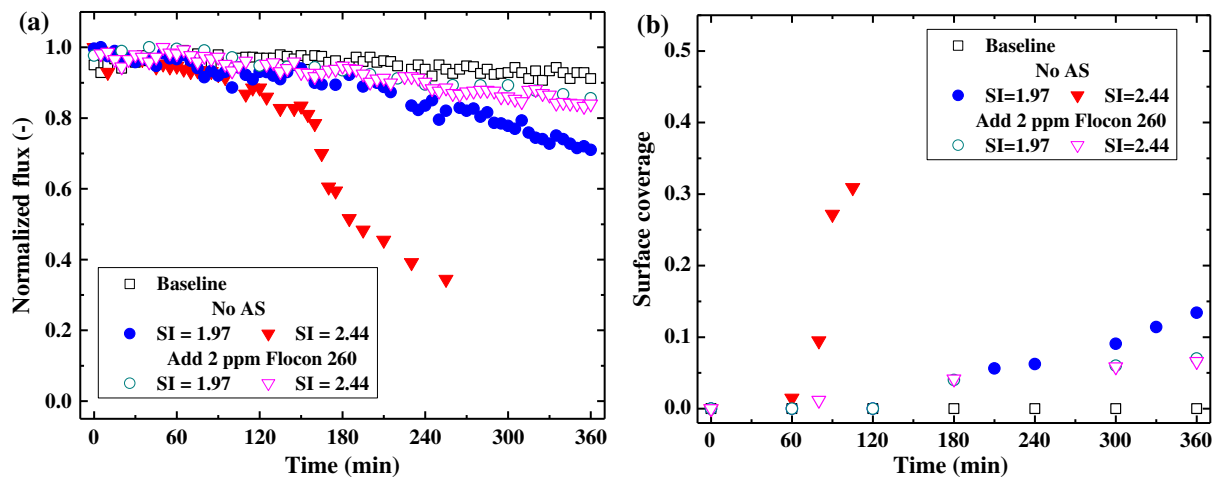 (a)
Normalized flux (-)
1.0
0.8
0.6
0.4
0.2
0.0
Baseline
No AS
SI = 1.97 SI = 2.44
Add 2 ppm Flocon 260
SI = 1.97 SI = 2.44
0 60 120 180 240 300 360
Time (min)
(b)
Surface coverage
0.5
0.4
0.3
0.2
0.1
0.0
Baseline
No AS
SI=1.97 SI=2.44
Add 2 ppm Flocon 260
SI=1.97 SI=2.44
0 60 120 180 240 300 360
Time (min)